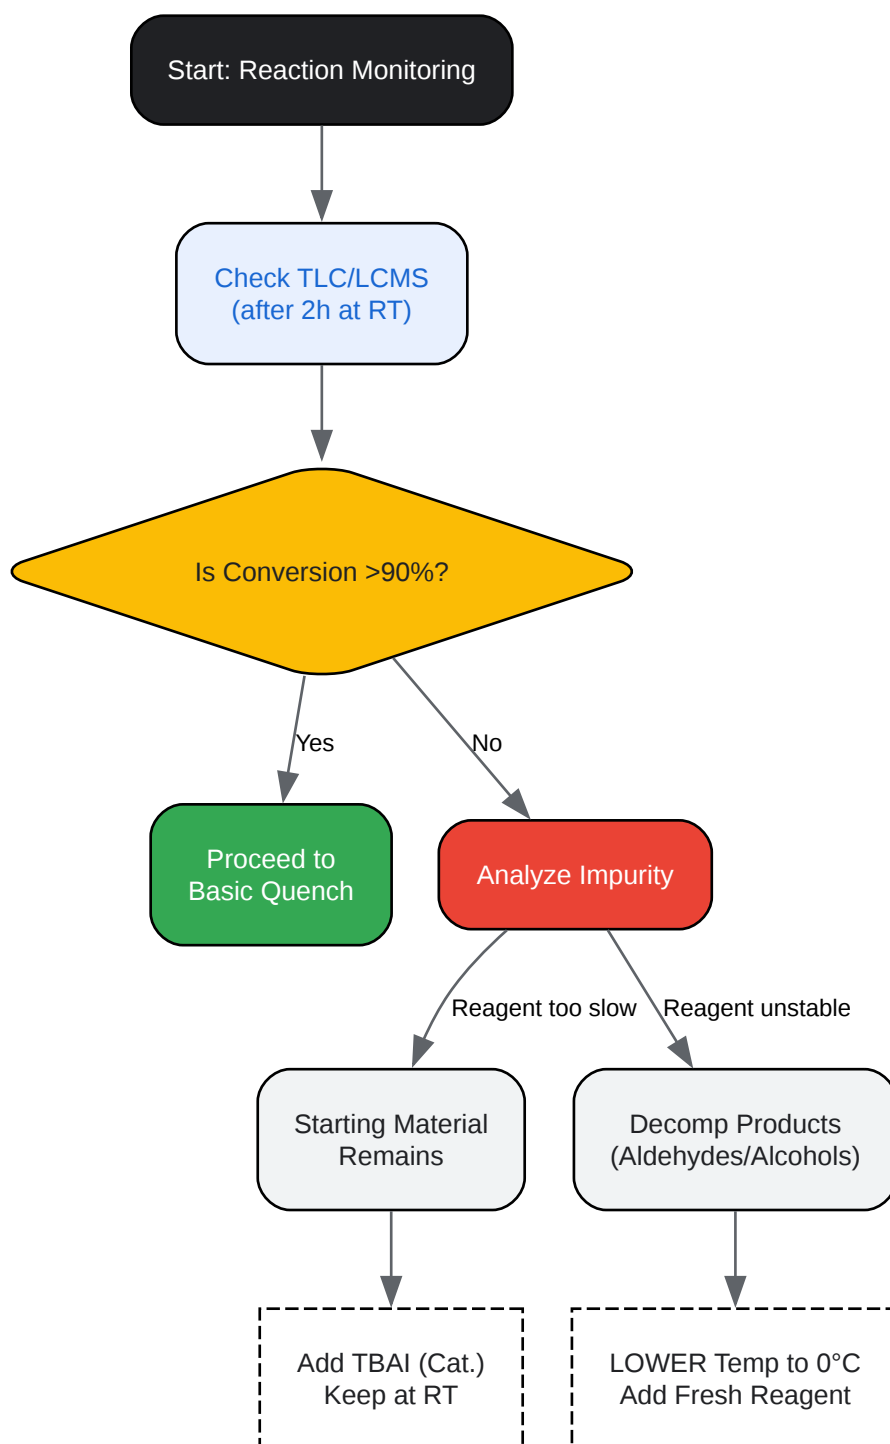 Start: Reaction Monitoring
Check TLC/LCMS
(after 2h at RT)
Is Conversion >90%?
Yes
No
Proceed to
Basic Quench
Analyze Impurity
Reagent too slow
Reagent unstable
Starting Material
Remains
Decomp Products
(Aldehydes/Alcohols)
Add TBAI (Cat.)
Keep at RT
LOWER Temp to 0°C
Add Fresh Reagent